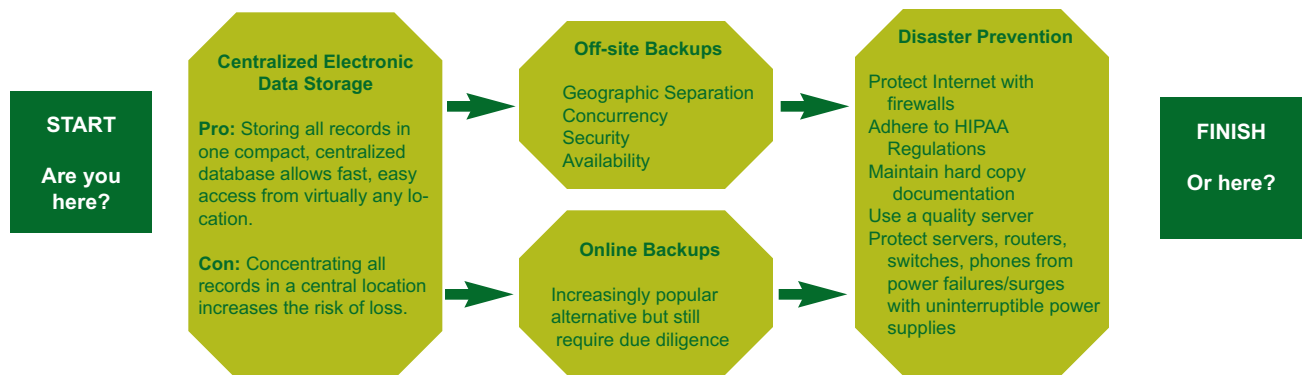 START
Are you
here?
Centralized Electronic
Data Storage
Pro: Storing all records in
one compact, centralized
database allows fast, easy
access from virtually any lo-
cation.
Con: Concentrating all
records in a central location
increases the risk of loss.
Off-site Backups
Geographic Separation
Concurrency
Security
Availability
Online Backups
Increasingly popular
alternative but still
require due diligence
Disaster Prevention
Protect Internet with
firewalls
Adhere to HIPAA
Regulations
Maintain hard copy
documentation
Use a quality server
Protect servers, routers,
switches, phones from
power failures/surges
with uninterruptible power
supplies
FINISH
Or here?